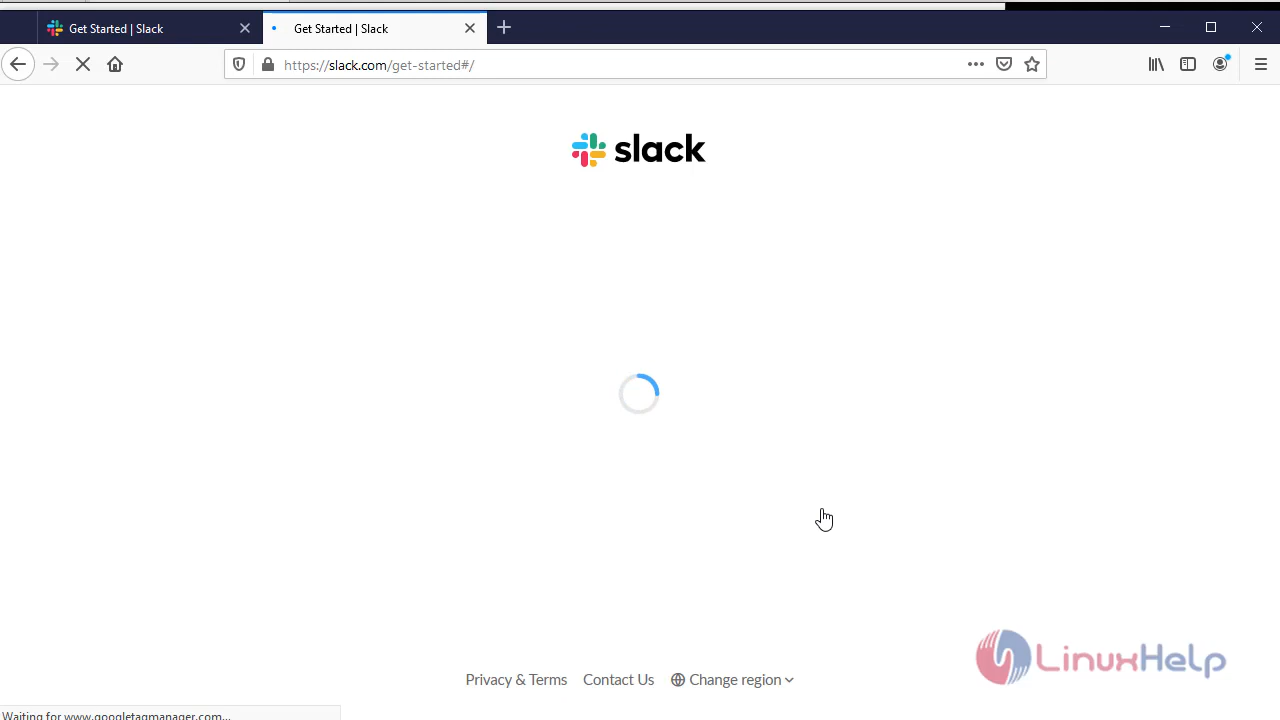 Get Started | Slack
Get Started | Slack
https://slack.com/get-started#/
slack
LinuxHelp
Privacy & Terms
Contact Us
Change region
Waiting for www.googletagmanager.com...